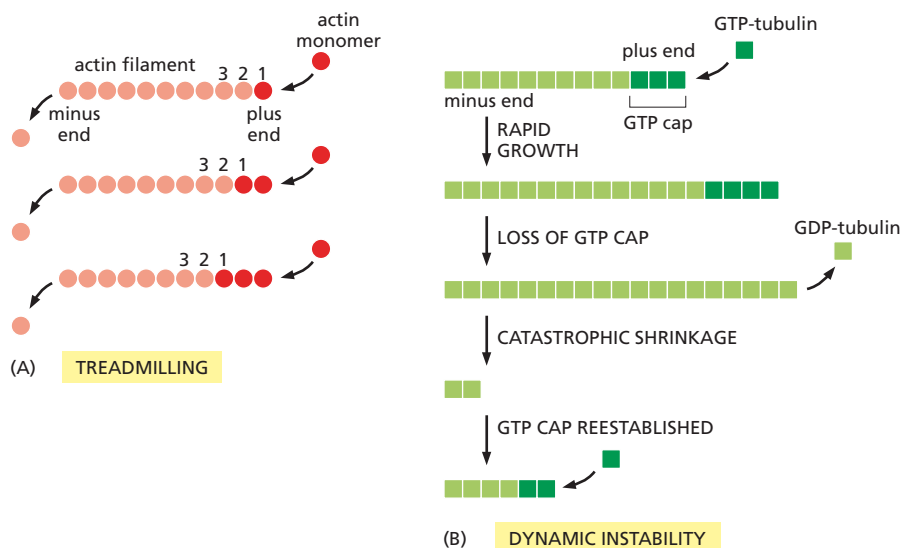 actin
monomer
actin filament
3 2 1
minus
end
plus
end
3 2 1
3 2 1
(A) TREADMILLING
GTP-tubulin
plus end
minus end
GTP cap
RAPID
GROWTH
LOSS OF GTP CAP
GDP-tubulin
CATASTROPHIC SHRINKAGE
GTP CAP REESTABLISHED
(B) DYNAMIC INSTABILITY